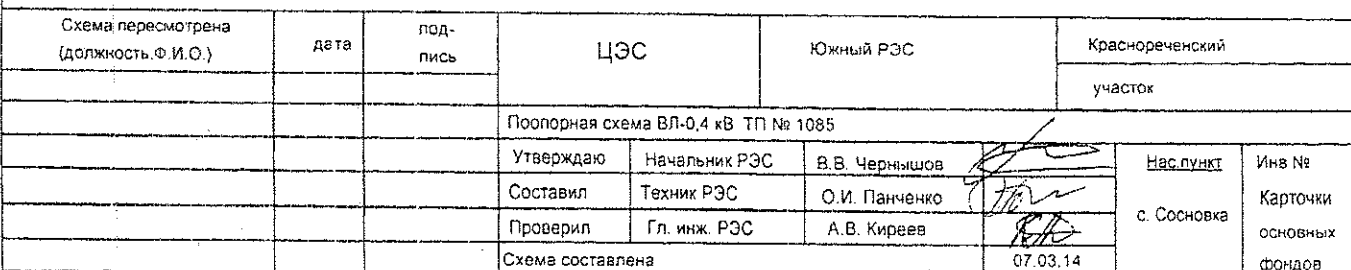 Схема пересмотрена
(должность.Ф.И.О.)
дата
под-
пись
ЦЭС
Южный РЭС
Краснореченский
участок
Поопорная схема ВЛ-0,4 кВ ТП № 1085
Утверждаю Начальник РЭС В.В. Чернышов
Составил Техник РЭС О.И. Панченко
Проверил Гл. инж. РЭС А.В. Киреев
Схема составлена 07.03.14
Нас.пункт
с. Сосновка
Инв №
Карточки
основных
фондов